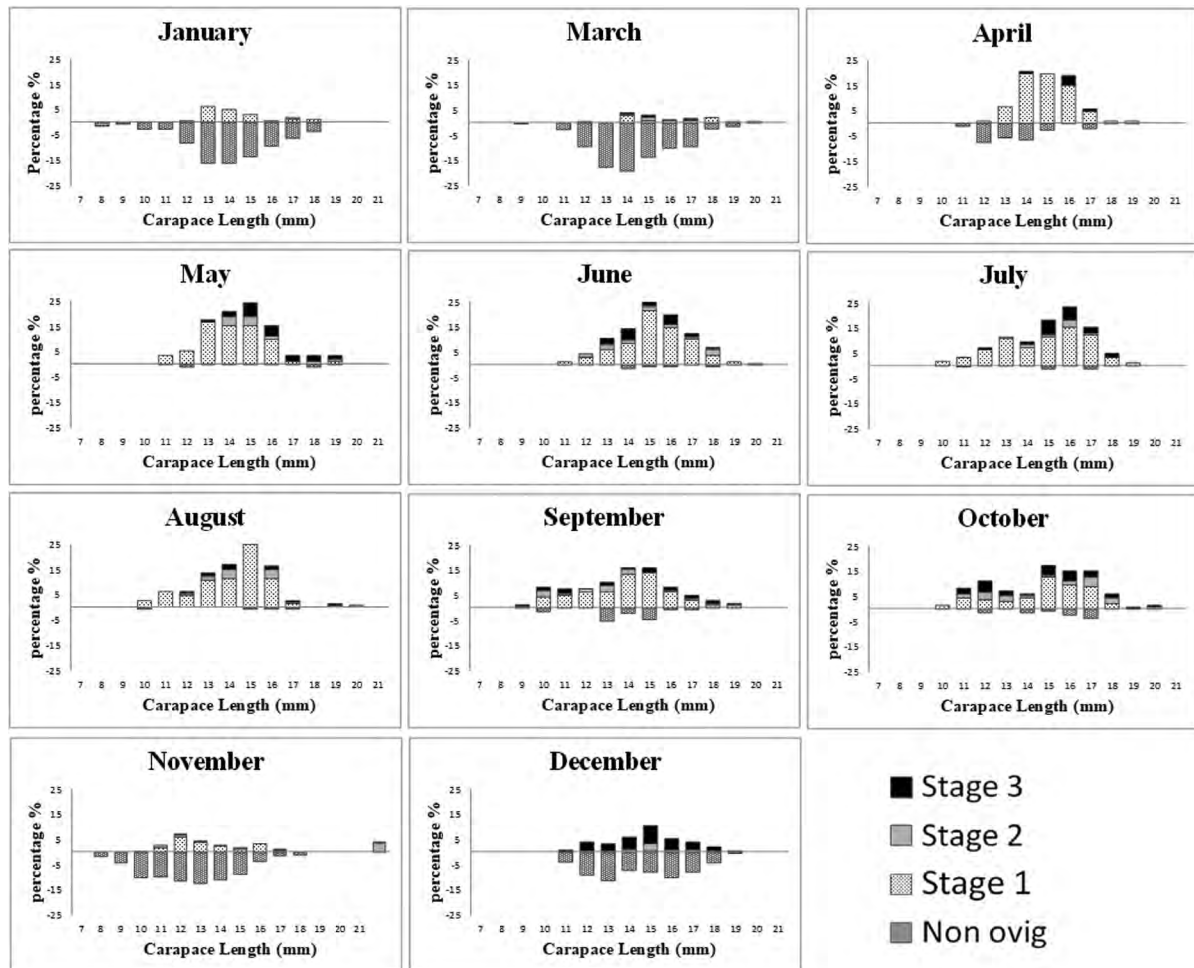 January
25
15
5
-5
-15
-25
Percentage %
7 8 9 10 11 12 13 14 15 16 17 18 19 20 21
Carapace Length (mm)
March
25
15
5
-5
-15
-25
percentage %
7 8 9 10 11 12 13 14 15 16 17 18 19 20 21
Carapace Length (mm)
April
25
15
5
-5
-15
-25
percentage %
7 8 9 10 11 12 13 14 15 16 17 18 19 20 21
Carapace Lenght (mm)
May
25
15
5
-5
-15
-25
percentage %
7 8 9 10 11 12 13 14 15 16 17 18 19 20 21
Carapace Length (mm)
June
25
15
5
-5
-15
-25
percentage %
7 8 9 10 11 12 13 14 15 16 17 18 19 20 21
Carapace Length (mm)
July
25
15
5
-5
-15
-25
percentage %
7 8 9 10 11 12 13 14 15 16 17 18 19 20 21
Carapace Length (mm)
August
25
15
5
-5
-15
-25
percentage %
7 8 9 10 11 12 13 14 15 16 17 18 19 20 21
Carapace Length (mm)
September
25
15
5
-5
-15
-25
percentage %
7 8 9 10 11 12 13 14 15 16 17 18 19 20 21
Carapace Length (mm)
October
25
15
5
-5
-15
-25
percentage %
7 8 9 10 11 12 13 14 15 16 17 18 19 20 21
Carapace Length (mm)
November
25
15
5
-5
-15
-25
percentage %
7 8 9 10 11 12 13 14 15 16 17 18 19 20 21
Carapace Length (mm)
December
25
15
5
-5
-15
-25
percentage %
7 8 9 10 11 12 13 14 15 16 17 18 19 20 21
Carapace Length (mm)
Stage 3
Stage 2
Stage 1
Non ovig